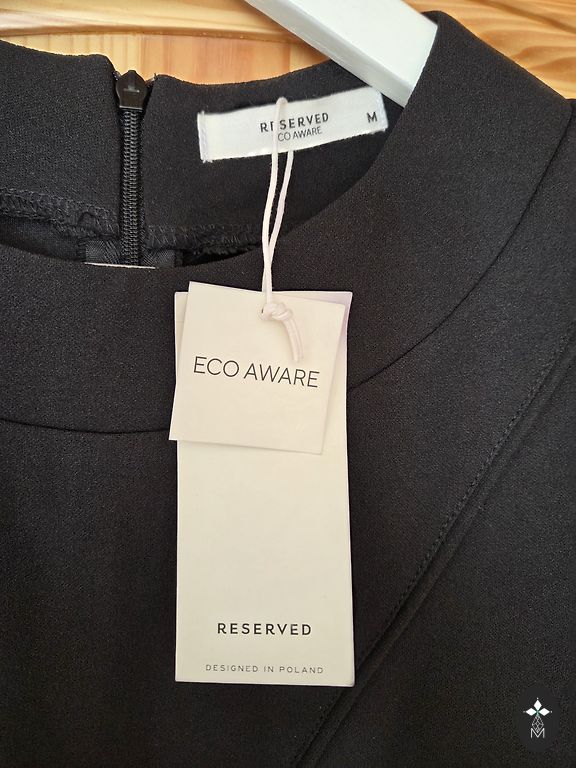 RESERVED
ECO AWARE
M
ECO AWARE
RESERVED
DESIGNED IN POLAND
M